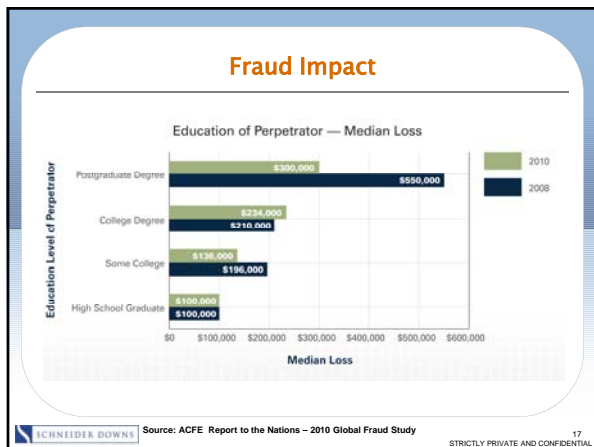 Fraud Impact
Education of Perpetrator — Median Loss
2010
2008
Education Level of Perpetrator
Postgraduate Degree
$300,000
$550,000
College Degree
$234,000
$210,000
Some College
$136,000
$196,000
High School Graduate
$100,000
$100,000
$0 $100,000 $200,000 $300,000 $400,000 $500,000 $600,000
Median Loss
SCHNEIDER DOWNS
Source: ACFE Report to the Nations – 2010 Global Fraud Study
17
STRICTLY PRIVATE AND CONFIDENTIAL